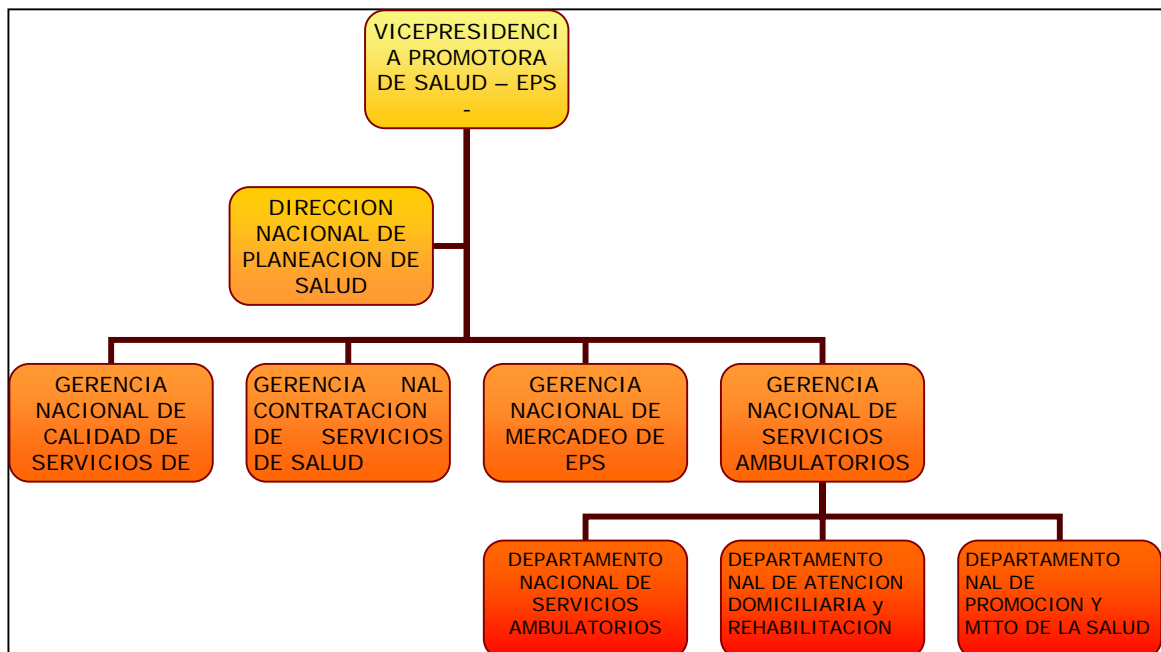 VICEPRESIDENCI
A PROMOTORA
DE SALUD – EPS
-
DIRECCION
NACIONAL DE
PLANEACION DE
SALUD
GERENCIA
NACIONAL DE
CALIDAD DE
SERVICIOS DE
GERENCIA NAL
CONTRATACION
DE SERVICIOS
DE SALUD
GERENCIA
NACIONAL DE
MERCADEO DE
EPS
GERENCIA
NACIONAL DE
SERVICIOS
AMBULATORIOS
DEPARTAMENTO
NACIONAL DE
SERVICIOS
AMBULATORIOS
DEPARTAMENTO
NAL DE ATENCION
DOMICILIARIA y
REHABILITACION
DEPARTAMENTO
NAL DE
PROMOCION Y
MTTO DE LA SALUD